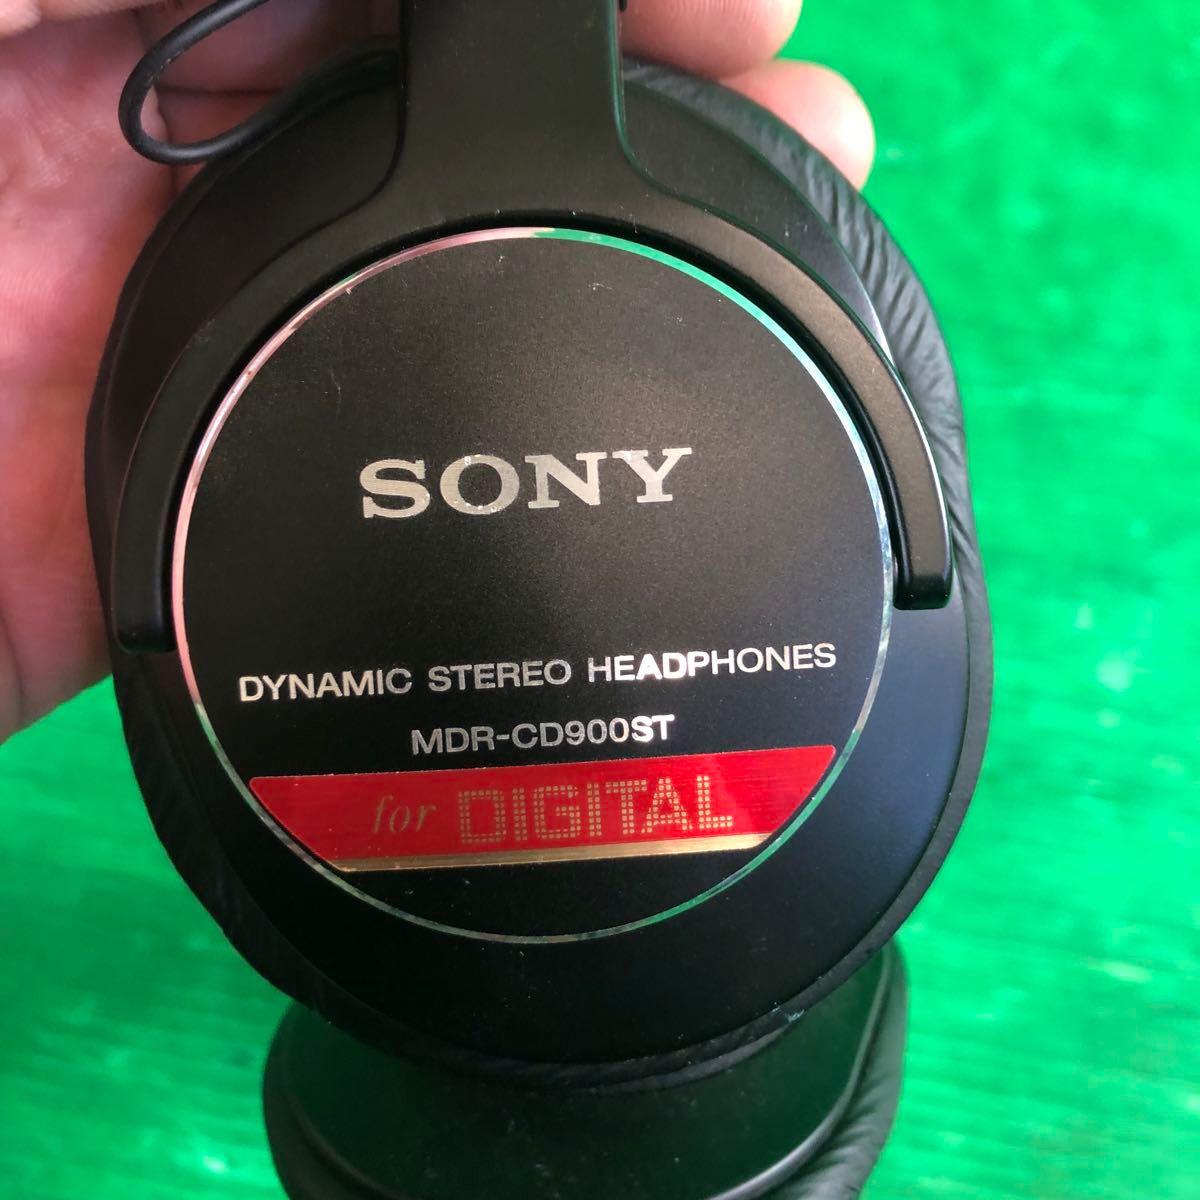 SONY
DYNAMIC STEREO HEADPHONES
MDR-CD900ST
for DIGITAL